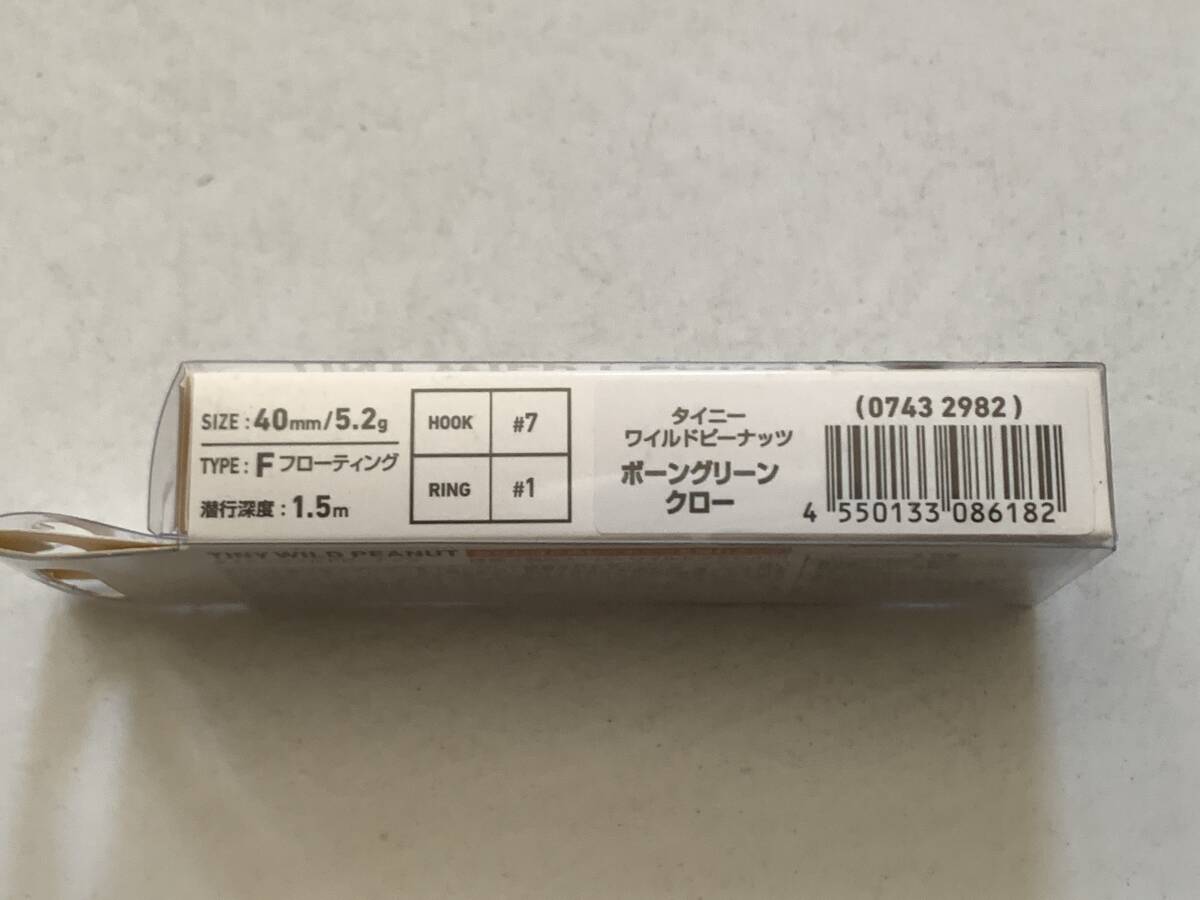 SIZE : 40mm/5.2g
TYPE : F フローティング
潜行深度 : 1.5m
HOOK #7
RING #1
タイニー
ワイルドピーナッツ
ボーングリーン
クロー
(0743 2982)
4 550133 086182
TINY WILD PEANUT